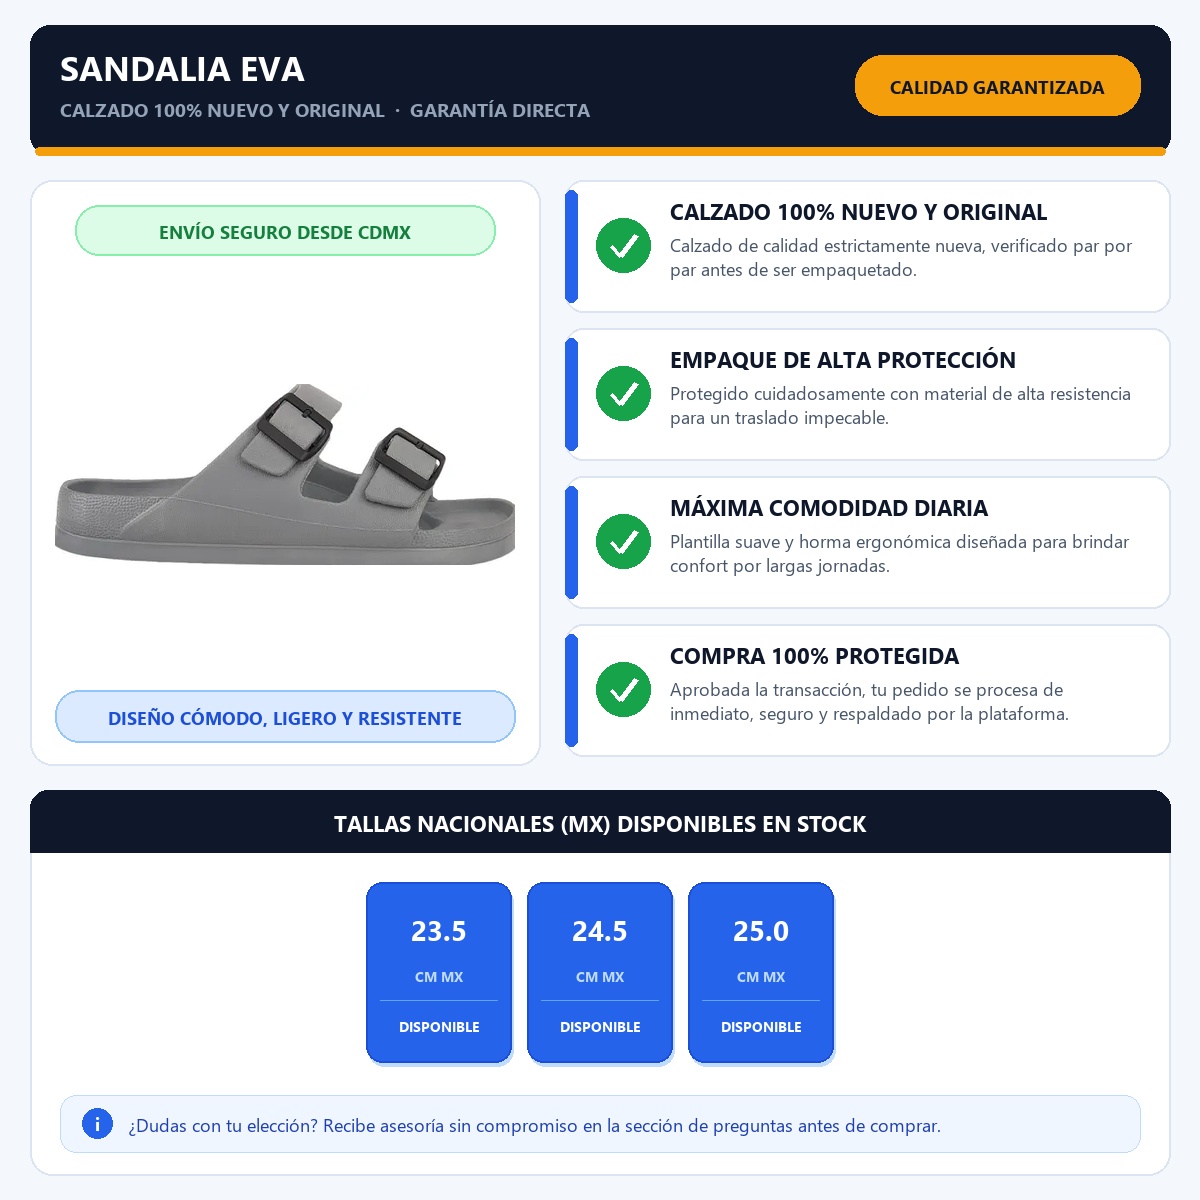 SANDALIA EVA
CALZADO 100% NUEVO Y ORIGINAL · GARANTÍA DIRECTA
CALIDAD GARANTIZADA
ENVÍO SEGURO DESDE CDMX
DISEÑO CÓMODO, LIGERO Y RESISTENTE
CALZADO 100% NUEVO Y ORIGINAL
Calzado de calidad estrictamente nueva, verificado par por
par antes de ser empaquetado.
EMPAQUE DE ALTA PROTECCIÓN
Protegido cuidadosamente con material de alta resistencia
para un traslado impecable.
MÁXIMA COMODIDAD DIARIA
Plantilla suave y horma ergonómica diseñada para brindar
confort por largas jornadas.
COMPRA 100% PROTEGIDA
Aprobada la transacción, tu pedido se procesa de
inmediato, seguro y respaldado por la plataforma.
TALLAS NACIONALES (MX) DISPONIBLES EN STOCK
23.5
CM MX
DISPONIBLE
24.5
CM MX
DISPONIBLE
25.0
CM MX
DISPONIBLE
¿Dudas con tu elección? Recibe asesoría sin compromiso en la sección de preguntas antes de comprar.